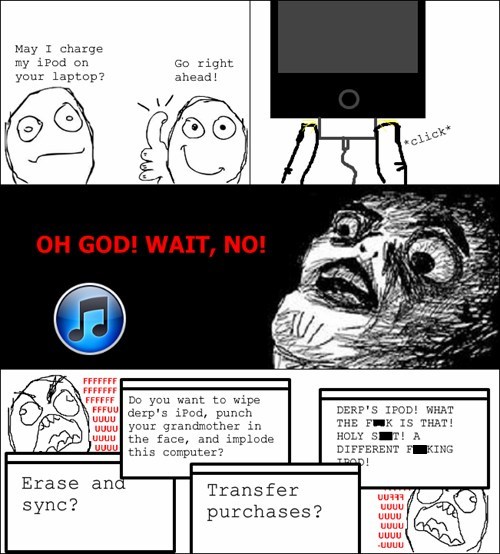 May I charge
my iPod on
your laptop?
Go right
ahead!
*click*
OH GOD! WAIT, NO!
FFFFFFF
FFFFFFF
FFFFFF
FFFUU
UUUU
UUUU
UUUU
UUUU
Do you want to wipe
derp's iPod, punch
your grandmother in
the face, and implode
this computer?
DERP'S IPOD! WHAT
THE F K IS THAT!
HOLY S T! A
DIFFERENT F KING
IPOD!
Erase and
sync?
Transfer
purchases?
UUFFF
UUUU
UUUU
UUUU
UUUU
UUUU-